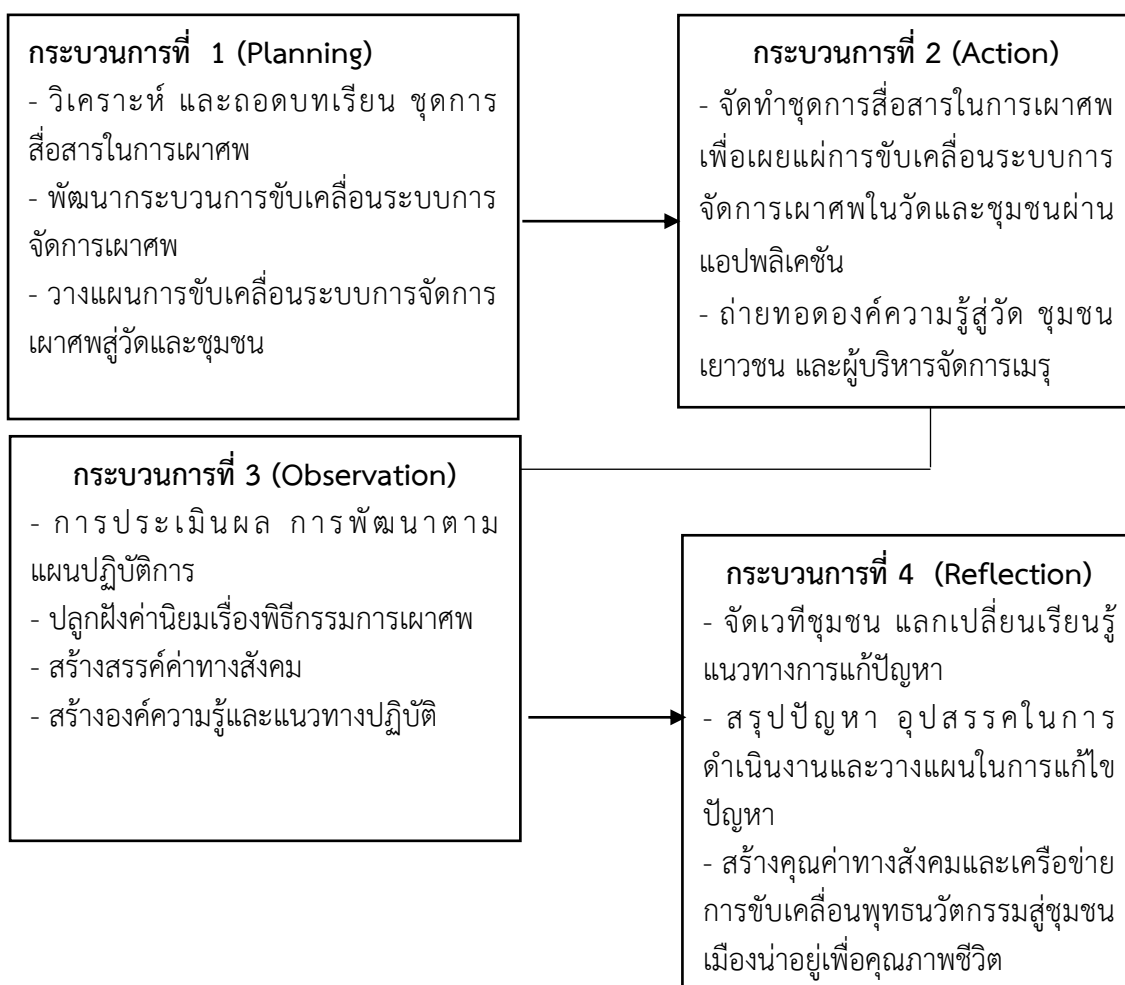 กระบวนการที่ 1 (Planning)
- วิเคราะห์ และถอดบทเรียน ชุดการ
สื่อสารในการเผาศพ
- พัฒนากระบวนการขับเคลื่อนระบบการ
จัดการเผาศพ
- วางแผนการขับเคลื่อนระบบการจัดการ
เผาศพสู่วัดและชุมชน
กระบวนการที่ 2 (Action)
- จัดทำชุดการสื่อสารในการเผาศพ
เพื่อเผยแผ่การขับเคลื่อนระบบการ
จัดการเผาศพในวัดและชุมชนผ่าน
แอปพลิเคชัน
- ถ่ายทอดองค์ความรู้สู่วัด ชุมชน
เยาวชน และผู้บริหารจัดการเมรุ
กระบวนการที่ 3 (Observation)
- การประเมินผล การพัฒนาตาม
แผนปฏิบัติการ
- ปลูกฝังค่านิยมเรื่องพิธีกรรมการเผาศพ
- สร้างสรรค์ค่าทางสังคม
- สร้างองค์ความรู้และแนวทางปฏิบัติ
กระบวนการที่ 4 (Reflection)
- จัดเวทีชุมชน แลกเปลี่ยนเรียนรู้
แนวทางการแก้ปัญหา
- สรุปปัญหา อุปสรรคในการ
ดำเนินงานและวางแผนในการแก้ไข
ปัญหา
- สร้างคุณค่าทางสังคมและเครือข่าย
การขับเคลื่อนพุทธนวัตกรรมสู่ชุมชน
เมืองน่าอยู่เพื่อคุณภาพชีวิต